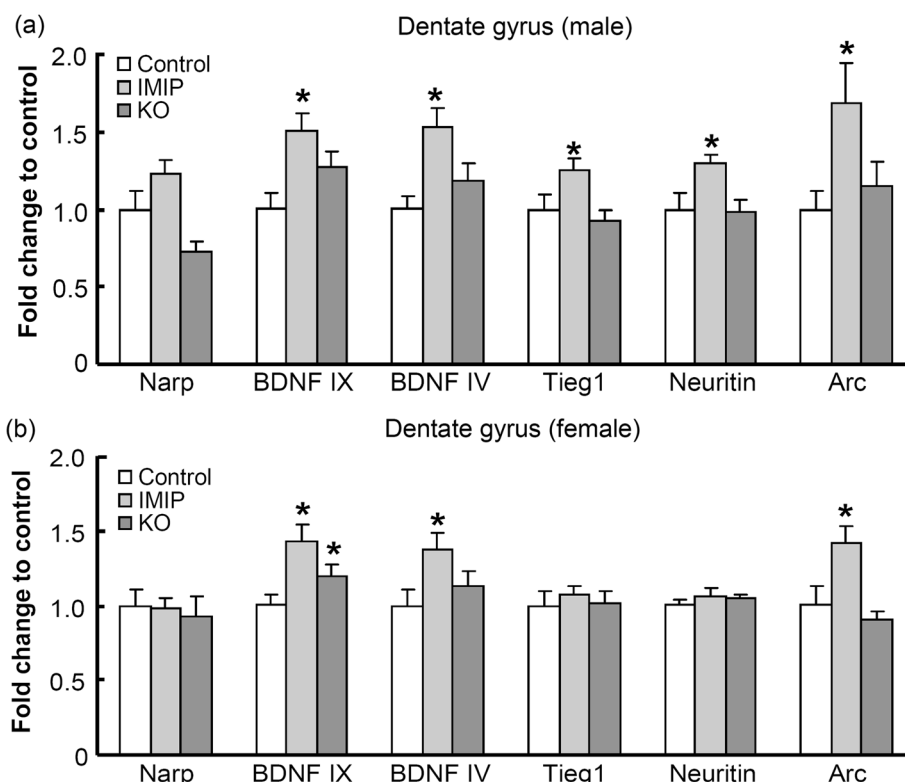 (a) Dentate gyrus (male)
Fold change to control
2.0
1.5
1.0
0.5
0
Control
IMIP
KO
*
*
*
*
*
Narp BDNF IX BDNF IV Tieg1 Neuritin Arc
(b) Dentate gyrus (female)
Fold change to control
2.0
1.5
1.0
0.5
0
Control
IMIP
KO
*
*
*
*
Narp BDNF IX BDNF IV Tieg1 Neuritin Arc